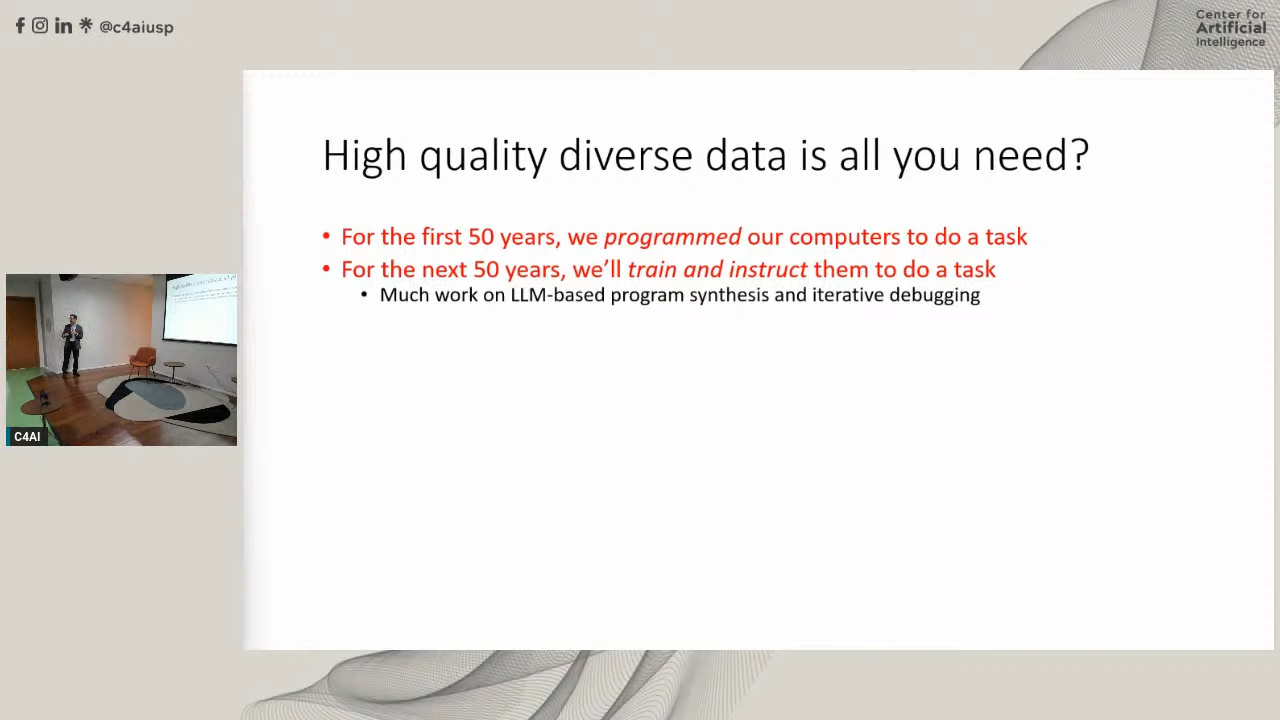 @c4aiusp
Center for
Artificial
Intelligence
High quality diverse data is all you need?
• For the first 50 years, we programmed our computers to do a task
• For the next 50 years, we’ll train and instruct them to do a task
• Much work on LLM-based program synthesis and iterative debugging
C4AI